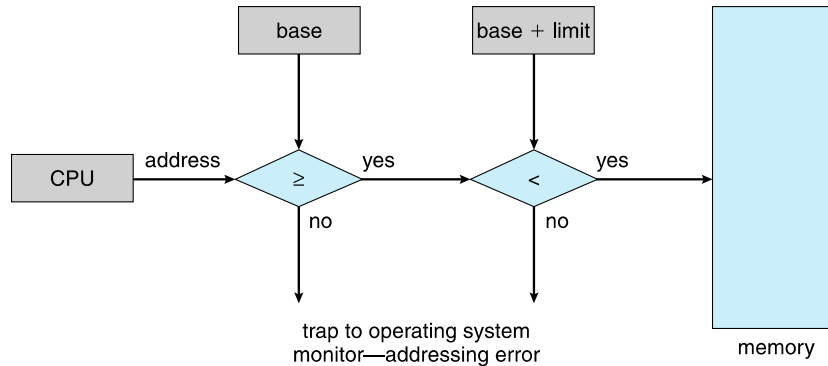 base
base + limit
CPU
address
≥
yes
<
yes
no
no
trap to operating system
monitor—addressing error
memory